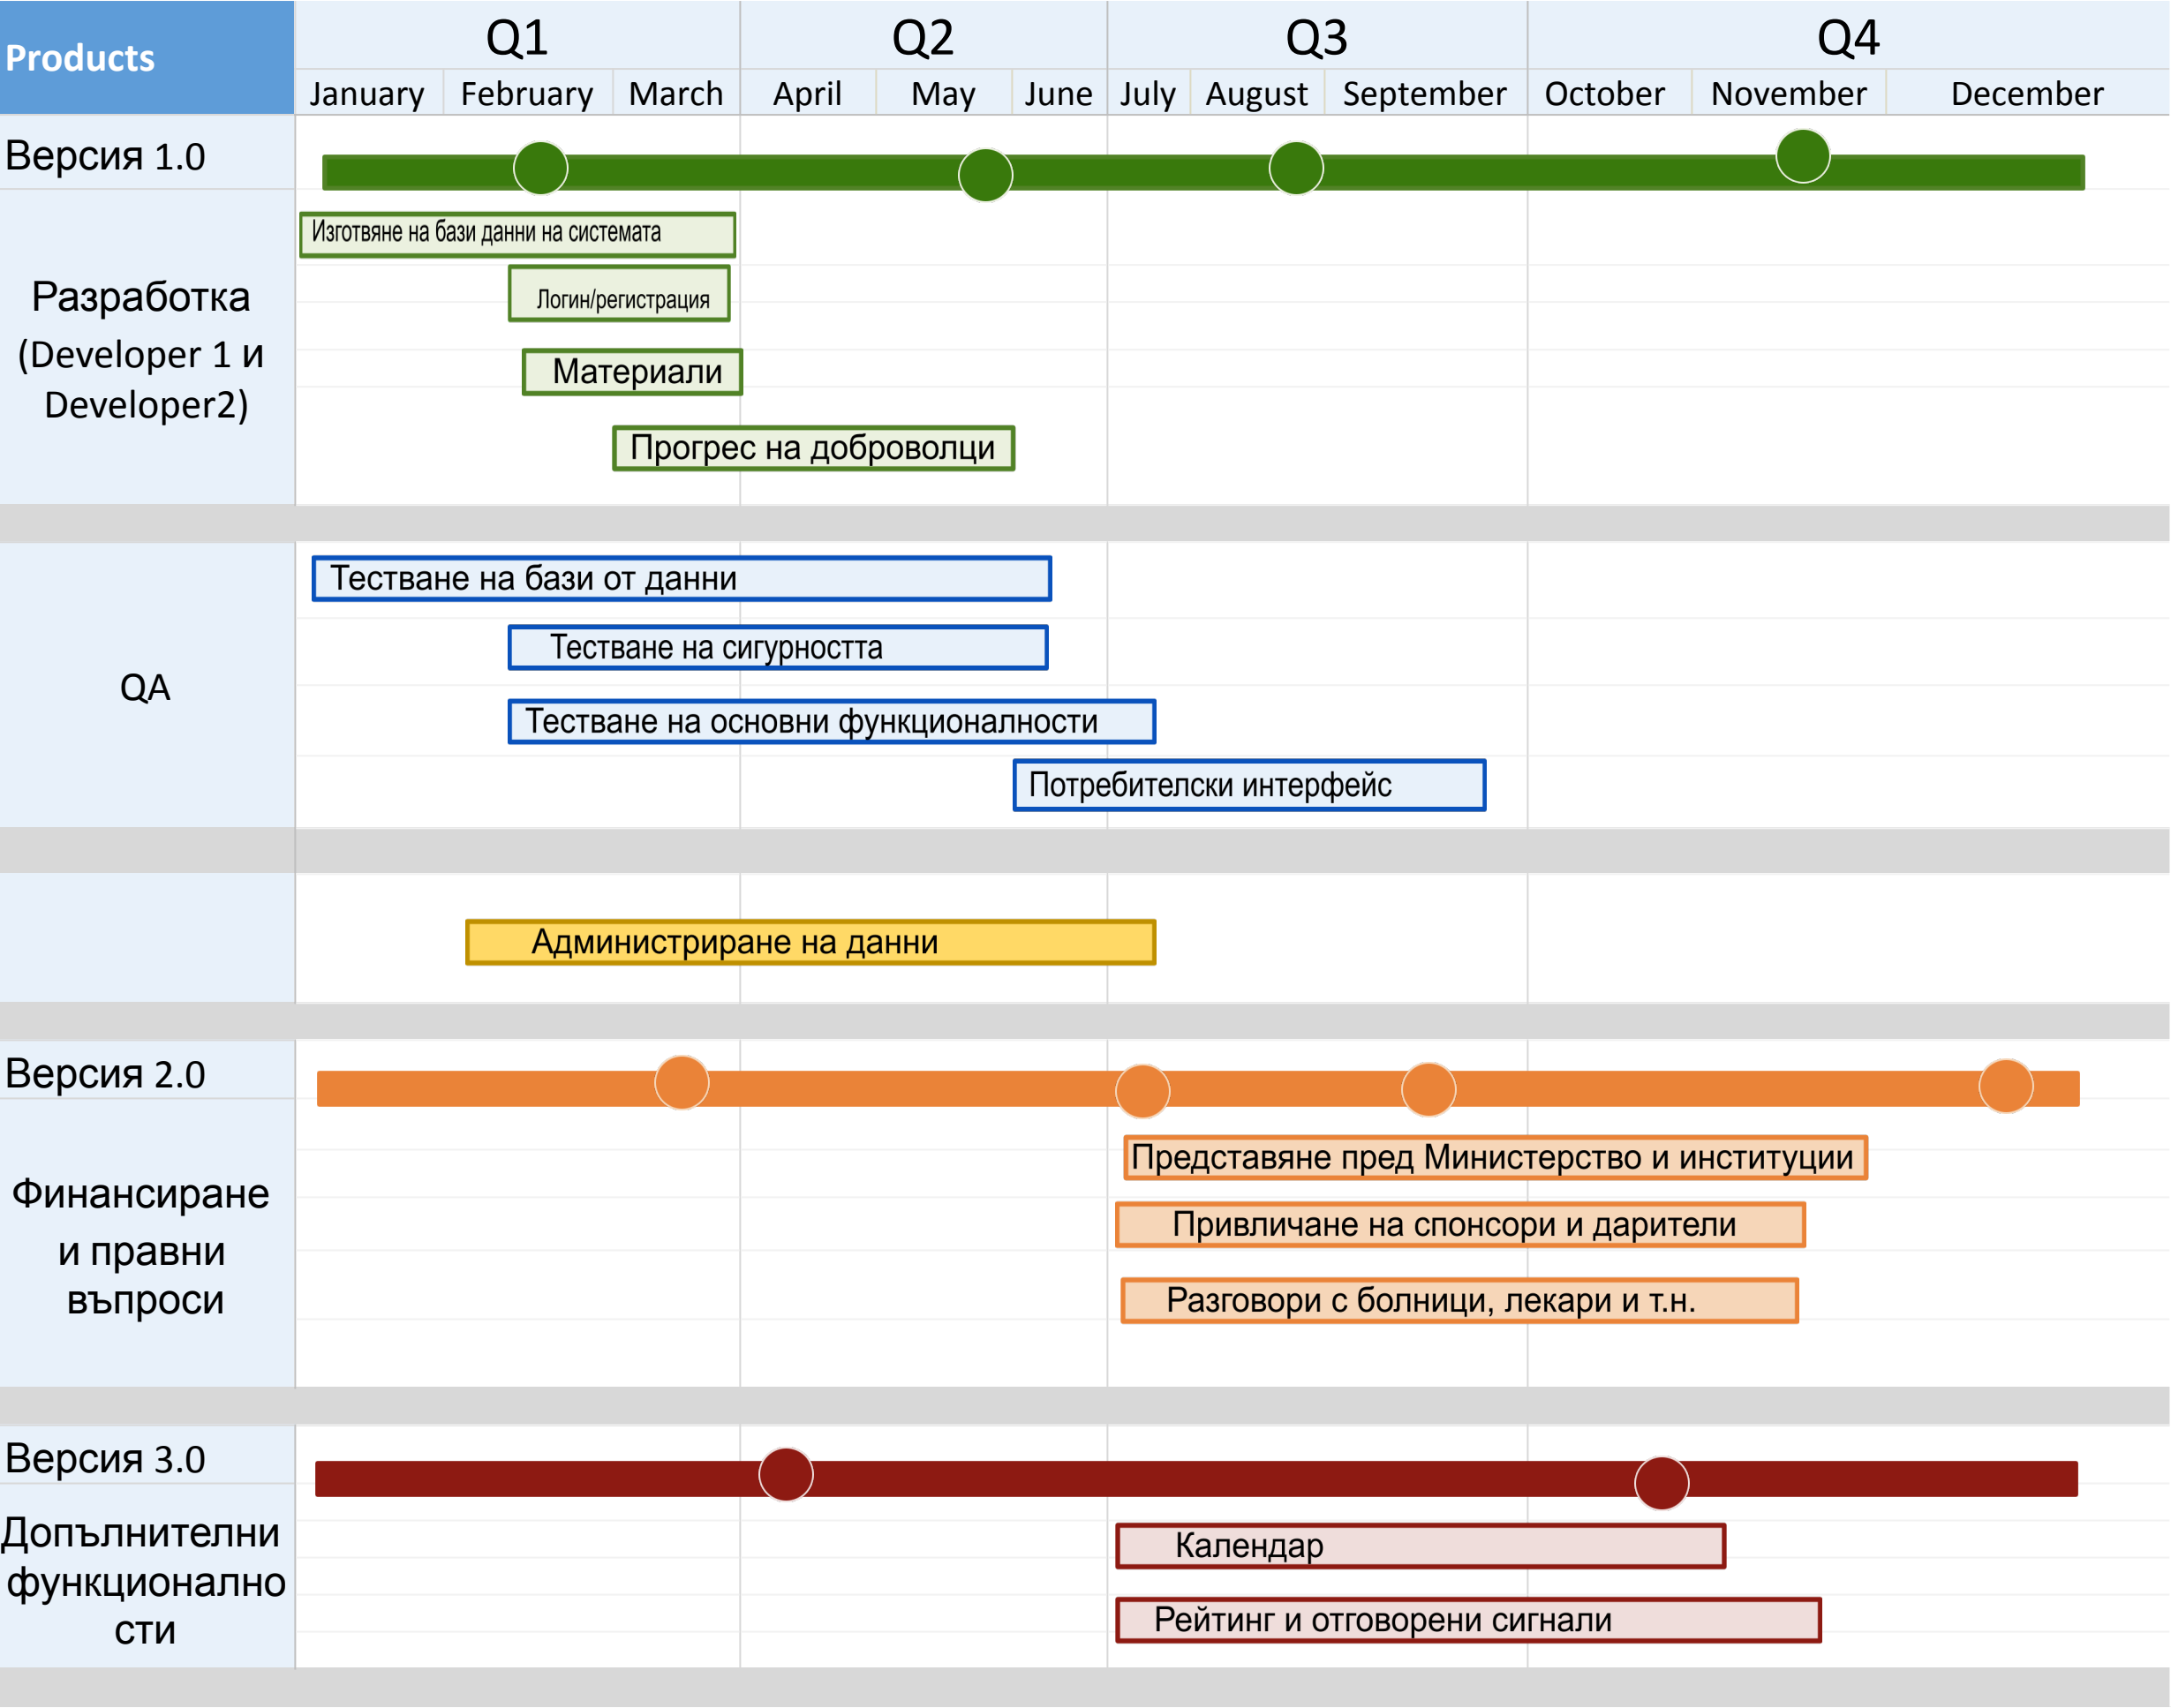 Products
Q1
Q2
Q3
Q4
January
February
March
April
May
June
July
August
September
October
November
December
Версия 1.0
Изготвяне на бази данни на системата
Логин/регистрация
Материали
Прогрес на доброволци
Разработка
(Developer 1 и
Developer2)
QA
Тестване на бази от данни
Тестване на сигурността
Тестване на основни функционалности
Потребителски интерфейс
Администриране на данни
Версия 2.0
Финансиране
и правни
въпроси
Представяне пред Министерство и институции
Привличане на спонсори и дарители
Разговори с болници, лекари и т.н.
Версия 3.0
Допълнителни
функционално
сти
Календар
Рейтинг и отговорени сигнали